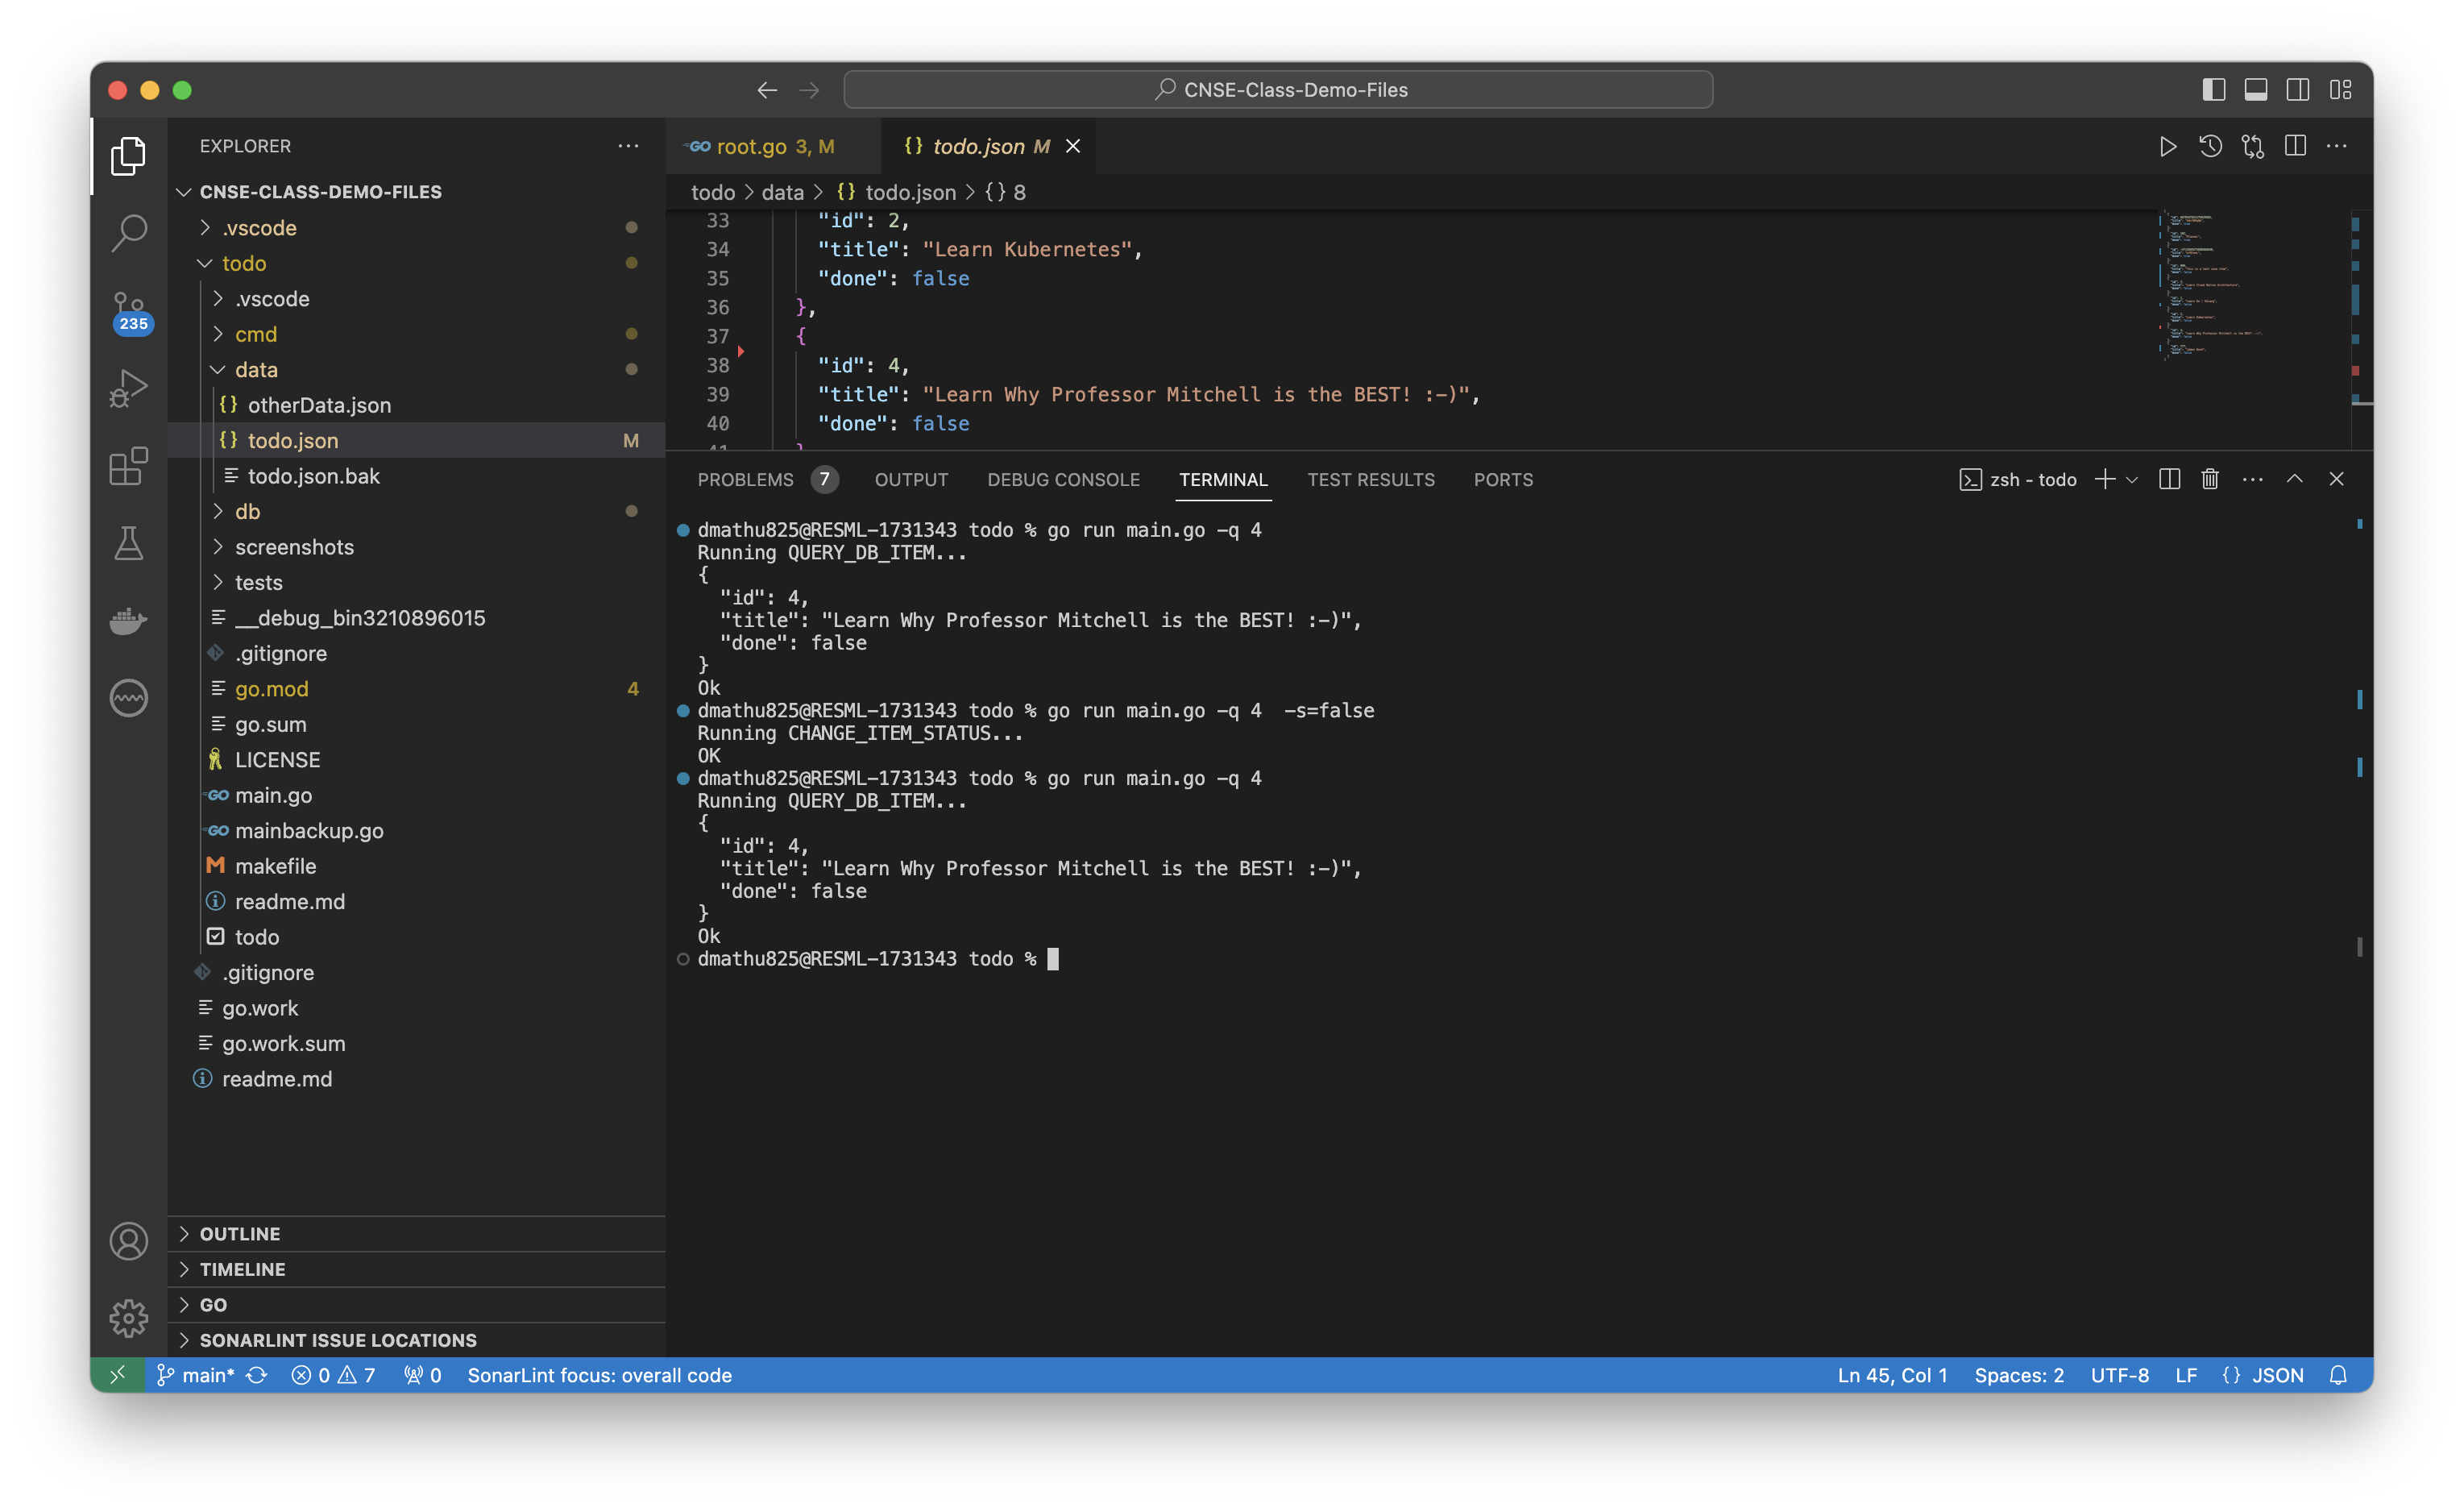 CNSE-Class-Demo-Files
EXPLORER
CNSE-CLASS-DEMO-FILES
.vscode
todo
.vscode
cmd
data
{} otherData.json
{} todo.json M
todo.json.bak
db
screenshots
tests
__debug_bin3210896015
.gitignore
go.mod 4
go.sum
LICENSE
GO main.go
GO mainbackup.go
M makefile
readme.md
todo
.gitignore
go.work
go.work.sum
readme.md
OUTLINE
TIMELINE
GO
SONARLINT ISSUE LOCATIONS
235
GO root.go 3, M {} todo.json M
todo > data > {} todo.json > {} 8
33 "id": 2,
34 "title": "Learn Kubernetes",
35 "done": false
36 },
37 {
38 "id": 4,
39 "title": "Learn Why Professor Mitchell is the BEST! :-)",
40 "done": false
PROBLEMS 7 OUTPUT DEBUG CONSOLE TERMINAL TEST RESULTS PORTS zsh - todo
dmathu825@RESML-1731343 todo % go run main.go -q 4
Running QUERY_DB_ITEM...
{
"id": 4,
"title": "Learn Why Professor Mitchell is the BEST! :-)",
"done": false
}
Ok
dmathu825@RESML-1731343 todo % go run main.go -q 4  -s=false
Running CHANGE_ITEM_STATUS...
OK
dmathu825@RESML-1731343 todo % go run main.go -q 4
Running QUERY_DB_ITEM...
{
"id": 4,
"title": "Learn Why Professor Mitchell is the BEST! :-)",
"done": false
}
Ok
dmathu825@RESML-1731343 todo %
main* 0 7 0 SonarLint focus: overall code Ln 45, Col 1 Spaces: 2 UTF-8 LF {} JSON